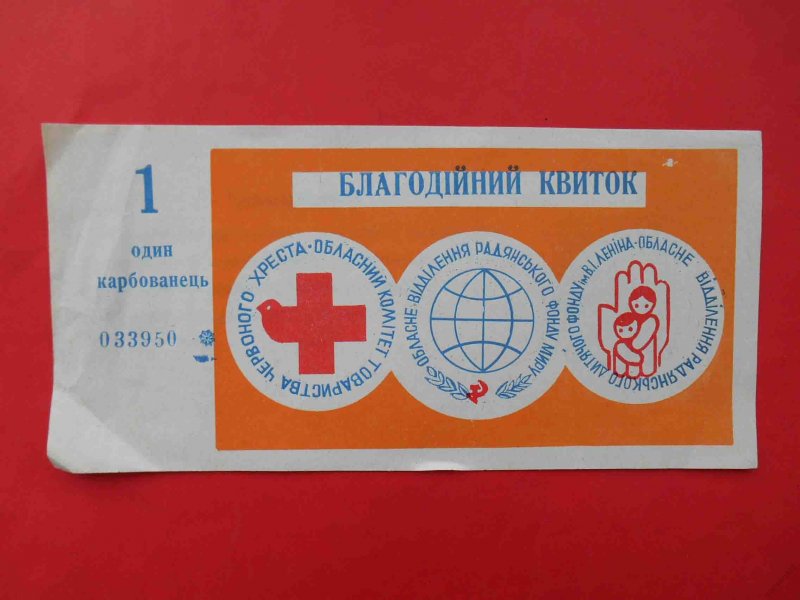 1
один
карбованець
033950
БЛАГОДІЙНИЙ КВИТОК
ОБЛАСНИЙ КОМІТЕТ ТОВАРИСТВА ЧЕРВОНОГО ХРЕСТА
ОБЛАСНЕ ВІДДІЛЕННЯ РАДЯНСЬКОГО ФОНДУ МИРУ
ОБЛАСНЕ ВІДДІЛЕННЯ РАДЯНСЬКОГО ДИТЯЧОГО ФОНДУ ім. В.І. ЛЕНІНА